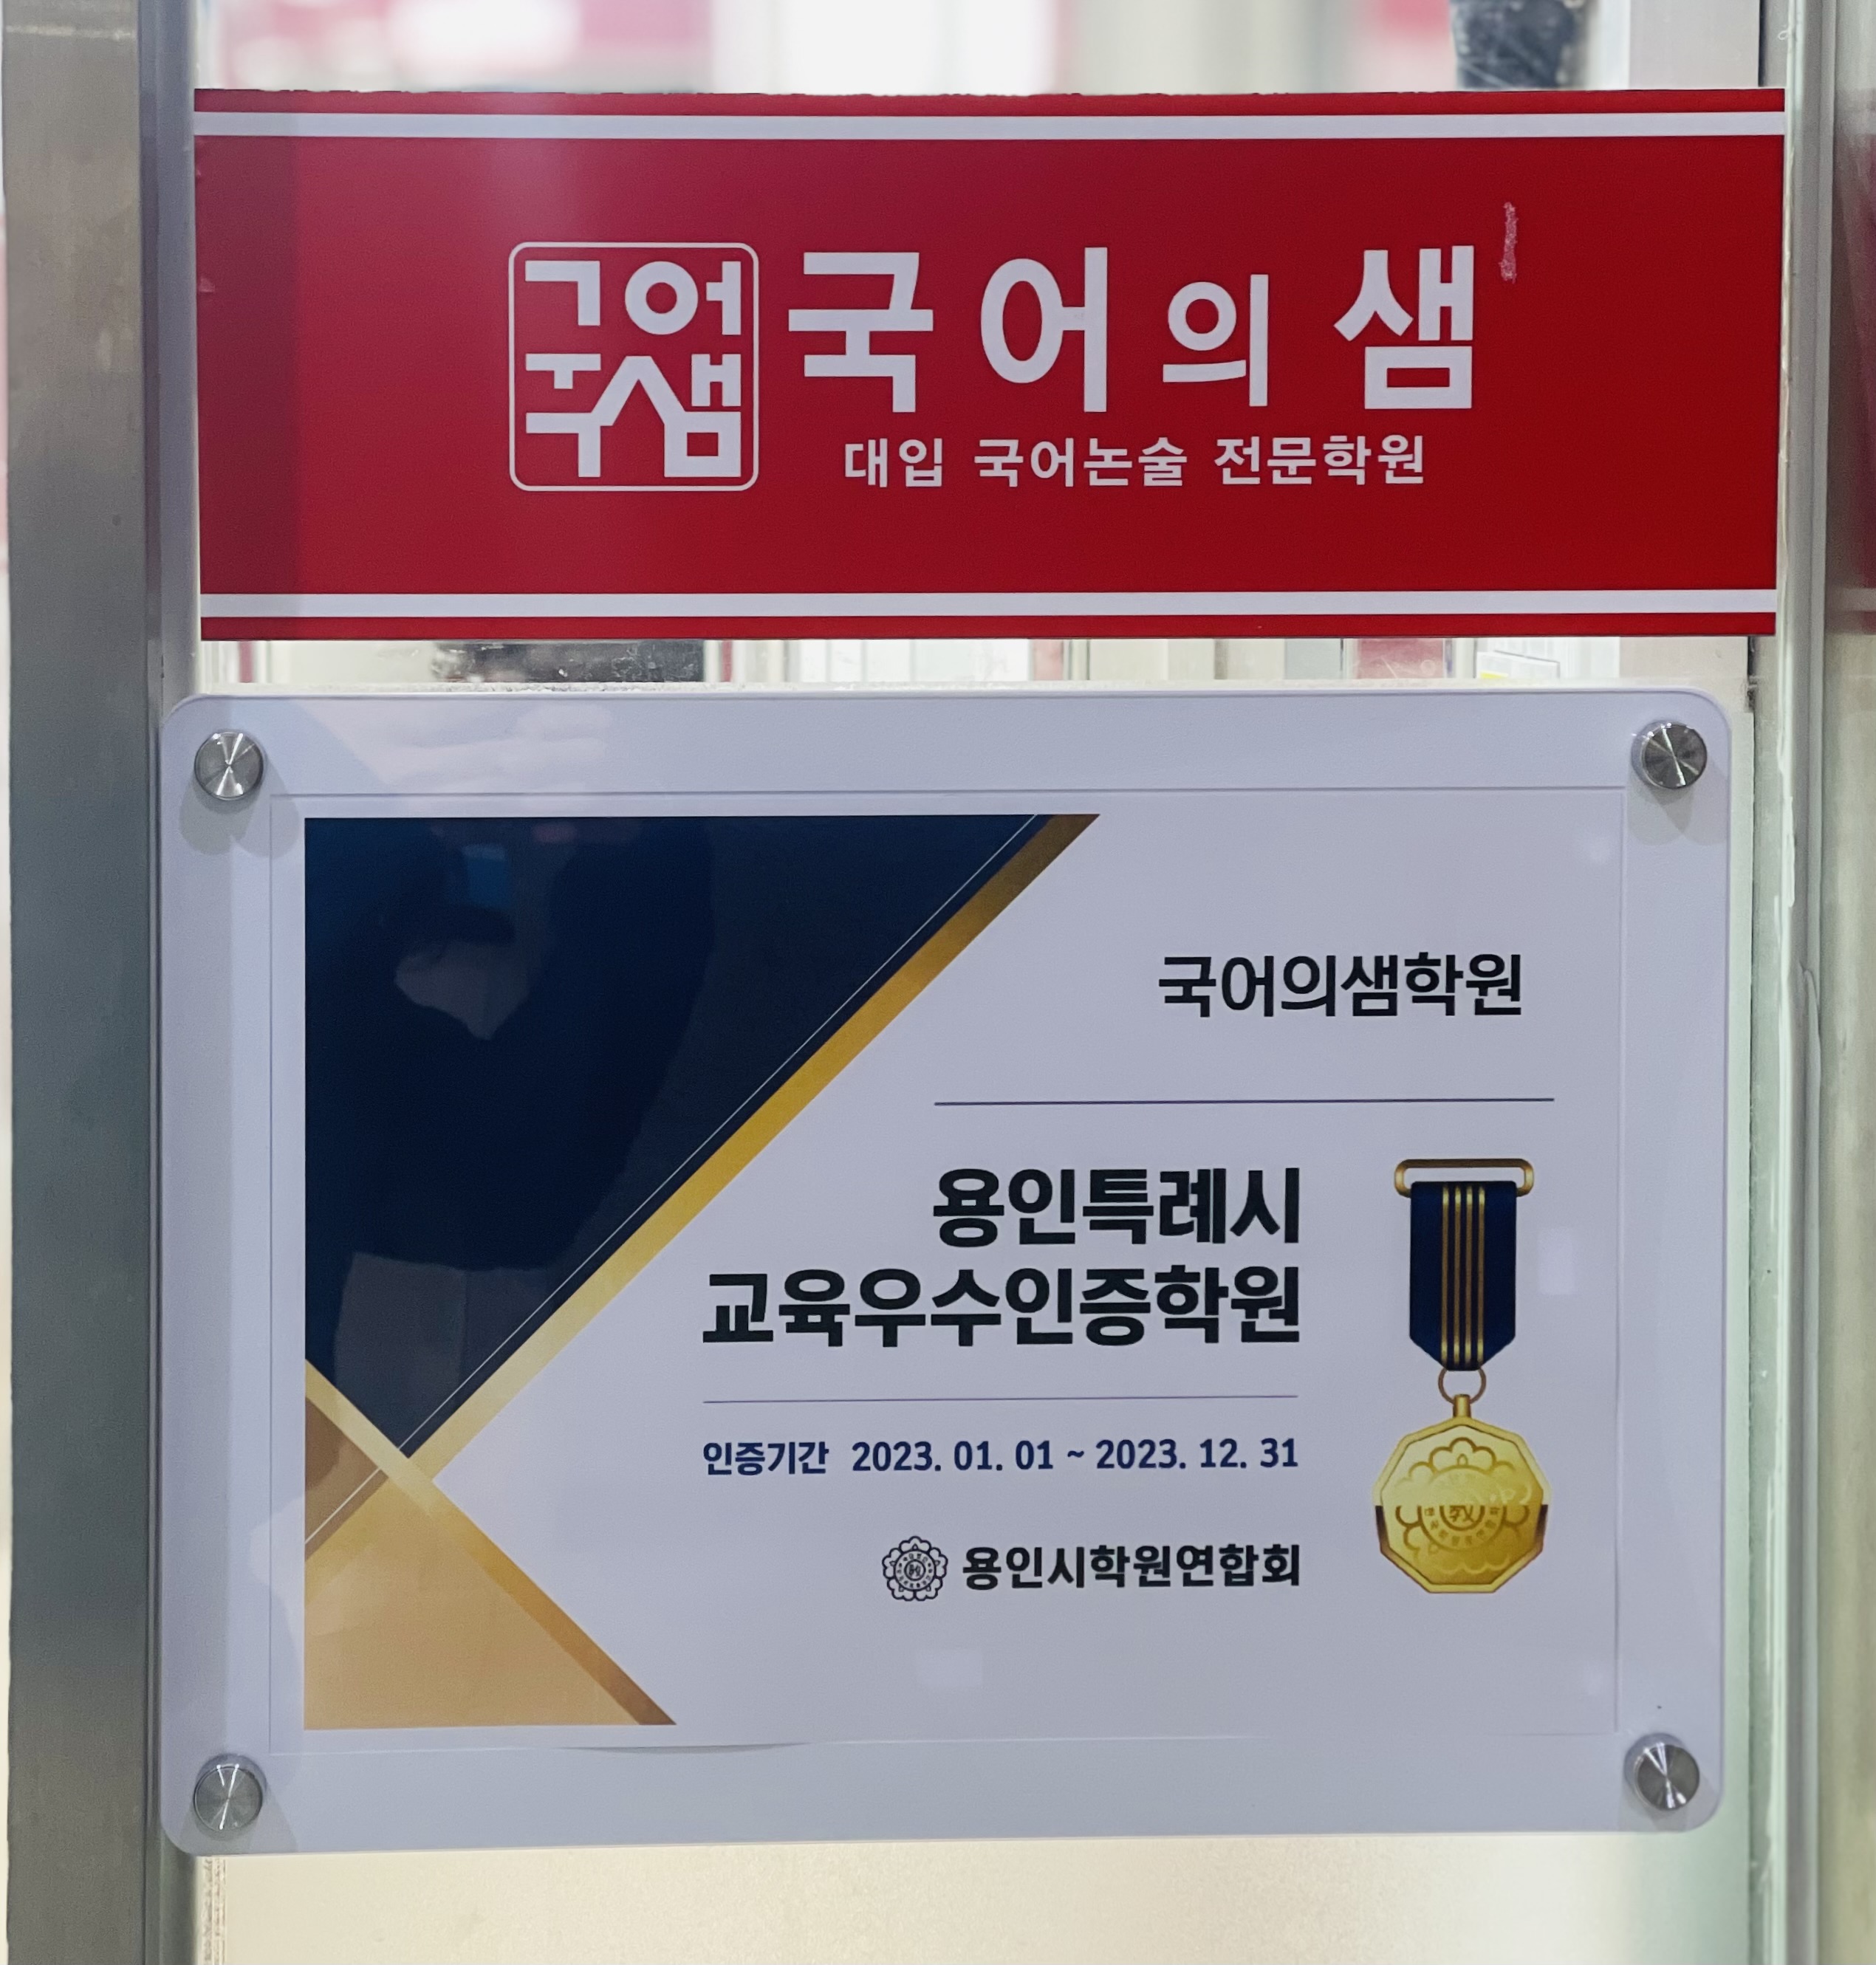 국어
샘
국어의 샘
대입 국어논술 전문학원
국어의샘학원
용인특례시
교육우수인증학원
인증기간 2023. 01. 01 ~ 2023. 12. 31
용인시학원연합회